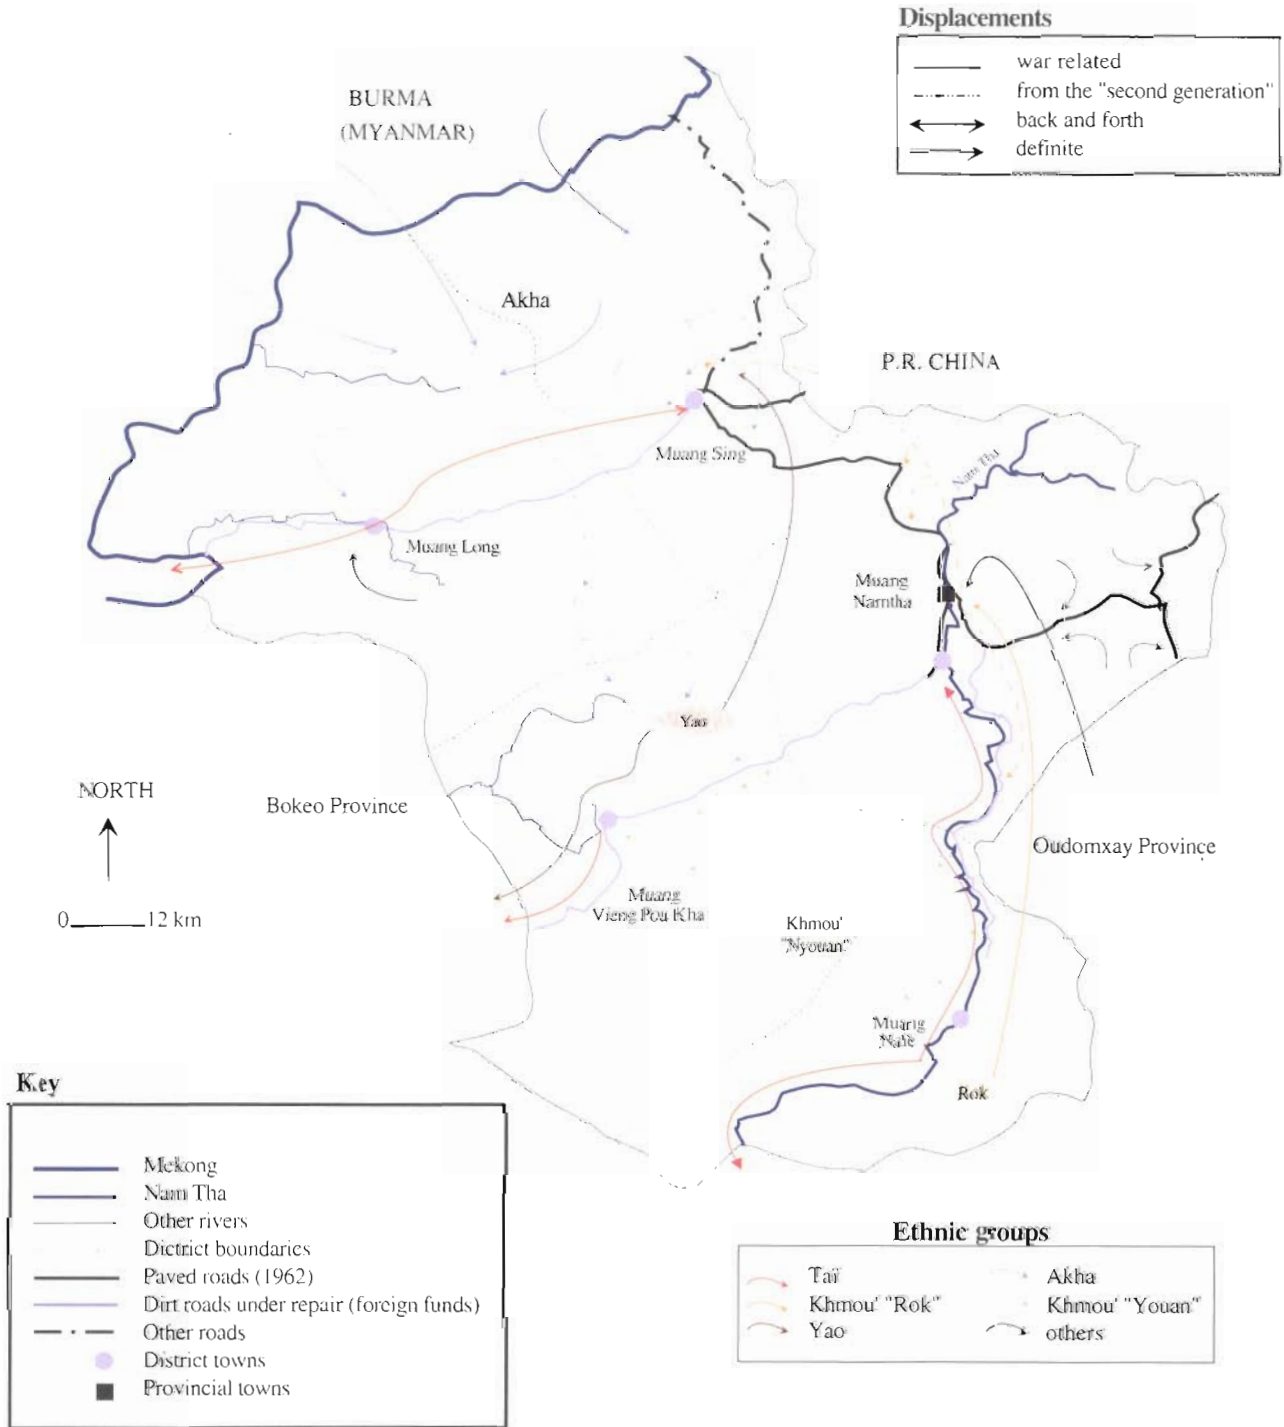 Displacements
war related
from the "second generation"
back and forth
definite
BURMA
(MYANMAR)
Akha
P.R. CHINA
Muang Sing
Nam Tha
Muang Long
Muang
Namtha
Yao
NORTH
Bokeo Province
0 12 km
Oudomxay Province
Muang
Vieng Pou Kha
Khmou'
"Nyouan"
Muang
Nale
Rok
Key
Mekong
Nam Tha
Other rivers
Dictrict boundaries
Paved roads (1962)
Dirt roads under repair (foreign funds)
Other roads
District towns
Provincial towns
Ethnic groups
Taï
Khmou' "Rok"
Yao
Akha
Khmou' "Youan"
others